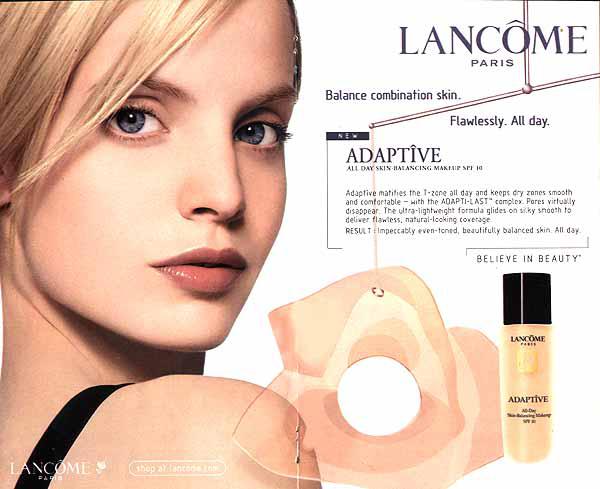 LANCÔME
PARIS
Balance combination skin.
Flawlessly. All day.
NEW
ADAPTÎVE
ALL DAY SKIN-BALANCING MAKEUP SPF 10
Adaptîve matifies the T-zone all day and keeps dry zones smooth
and comfortable – with the ADAPTI-LAST™ complex. Pores virtually
disappear. The ultra-lightweight formula glides on silky smooth to
deliver flawless, natural-looking coverage.
RESULT: Impeccably even-toned, beautifully balanced skin. All day.
BELIEVE IN BEAUTY
LANCÔME
PARIS
ADAPTÎVE
All-Day
Skin-Balancing Makeup
SPF 10
LANCÔME
PARIS
shop at lancome.com